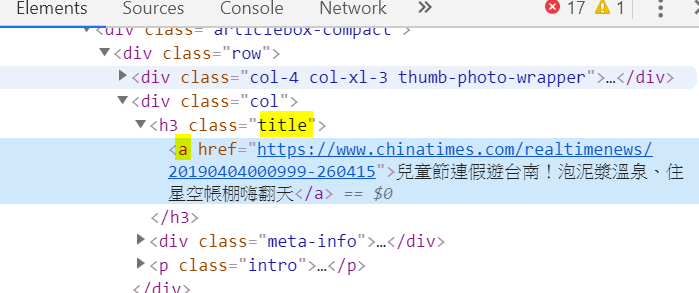 Elements Sources Console Network » 17 1
<div class="articlebox-compact">
<div class="row">
<div class="col-4 col-xl-3 thumb-photo-wrapper">…</div>
<div class="col">
<h3 class="title">
<a href="https://www.chinatimes.com/realtimenews/
20190404000999-260415">兒童節連假遊台南！泡泥漿溫泉、住
星空帳棚嗨翻天</a> == $0
</h3>
<div class="meta-info">…</div>
<p class="intro">…</p>
</div>